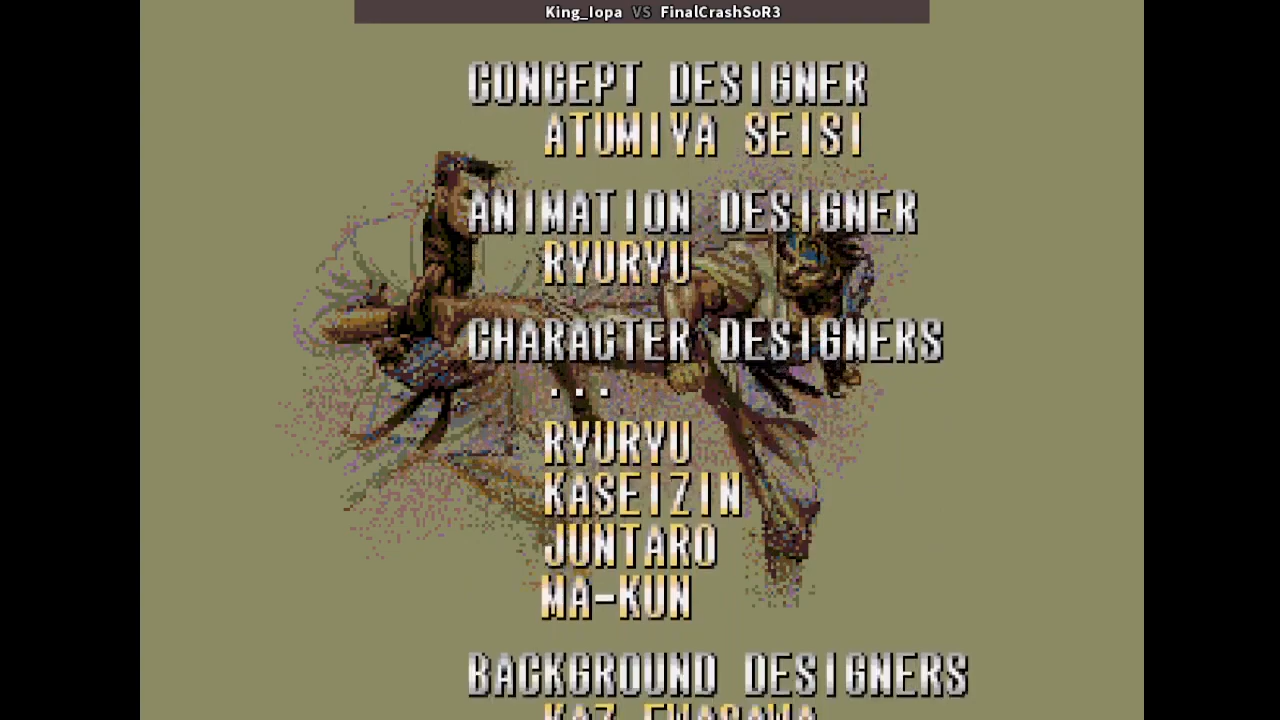 King_Iopa VS FinalCrashSoR3
CONCEPT DESIGNER
ATUMIYA SEISI
ANIMATION DESIGNER
RYURYU
CHARACTER DESIGNERS
...
RYURYU
KASEIZIN
JUNTARO
MA-KUN
BACKGROUND DESIGNERS
KAZ